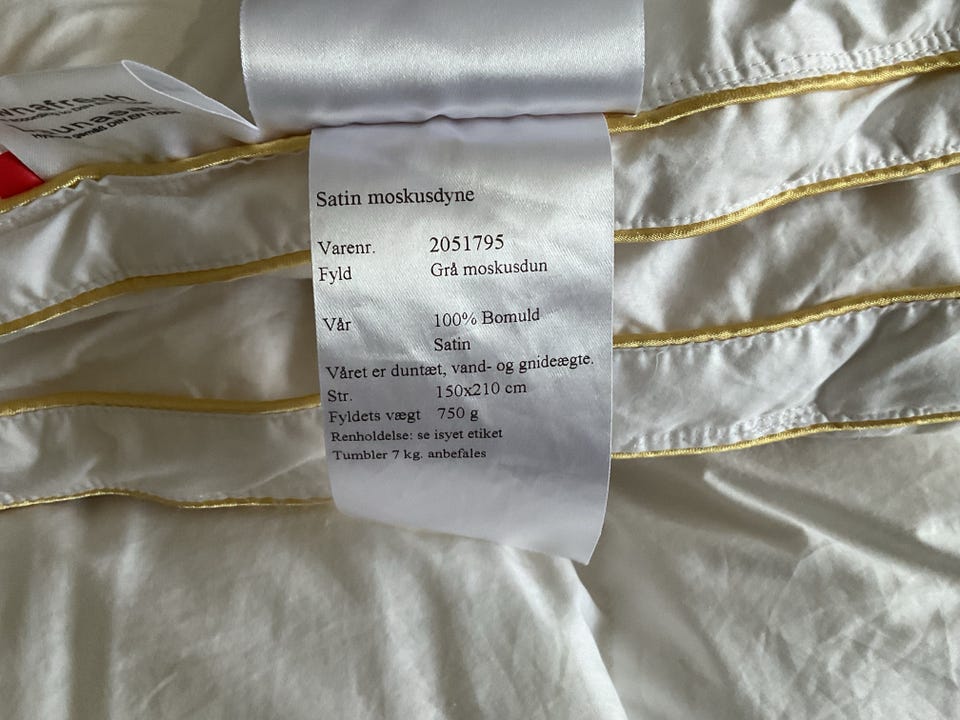 Satin moskusdyne
Varenr. 2051795
Fyld Grå moskusdun
Vår 100% Bomuld
Satin
Våret er duntæt, vand- og gnideægte.
Str. 150x210 cm
Fyldets vægt 750 g
Renholdelse: se isyet etiket
Tumbler 7 kg. anbefales